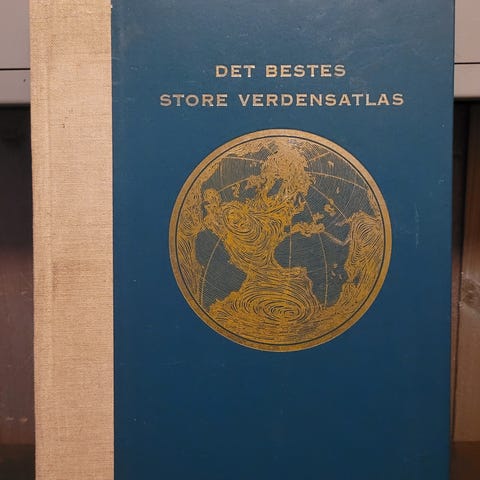 DET BESTES
STORE VERDENSATLAS